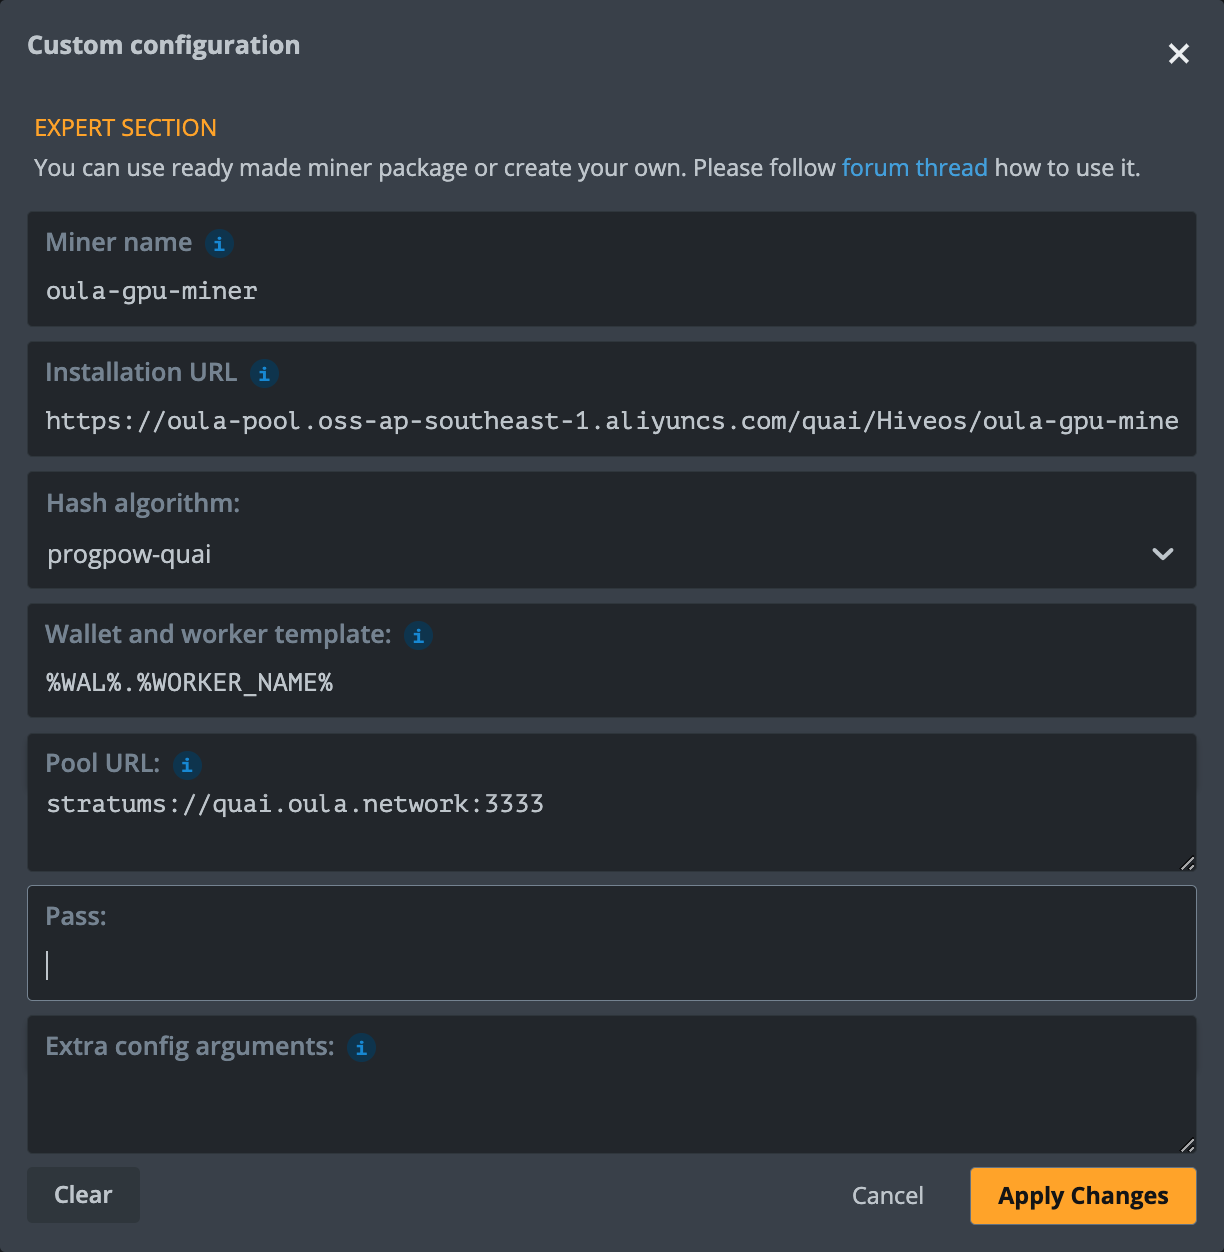 Custom configuration
EXPERT SECTION
You can use ready made miner package or create your own. Please follow forum thread how to use it.
Miner name
oula-gpu-miner
Installation URL
https://oula-pool.oss-ap-southeast-1.aliyuncs.com/quai/Hiveos/oula-gpu-mine
Hash algorithm:
progpow-quai
Wallet and worker template:
%WAL%.%WORKER_NAME%
Pool URL:
stratums://quai.oula.network:3333
Pass:
Extra config arguments:
Clear
Cancel
Apply Changes